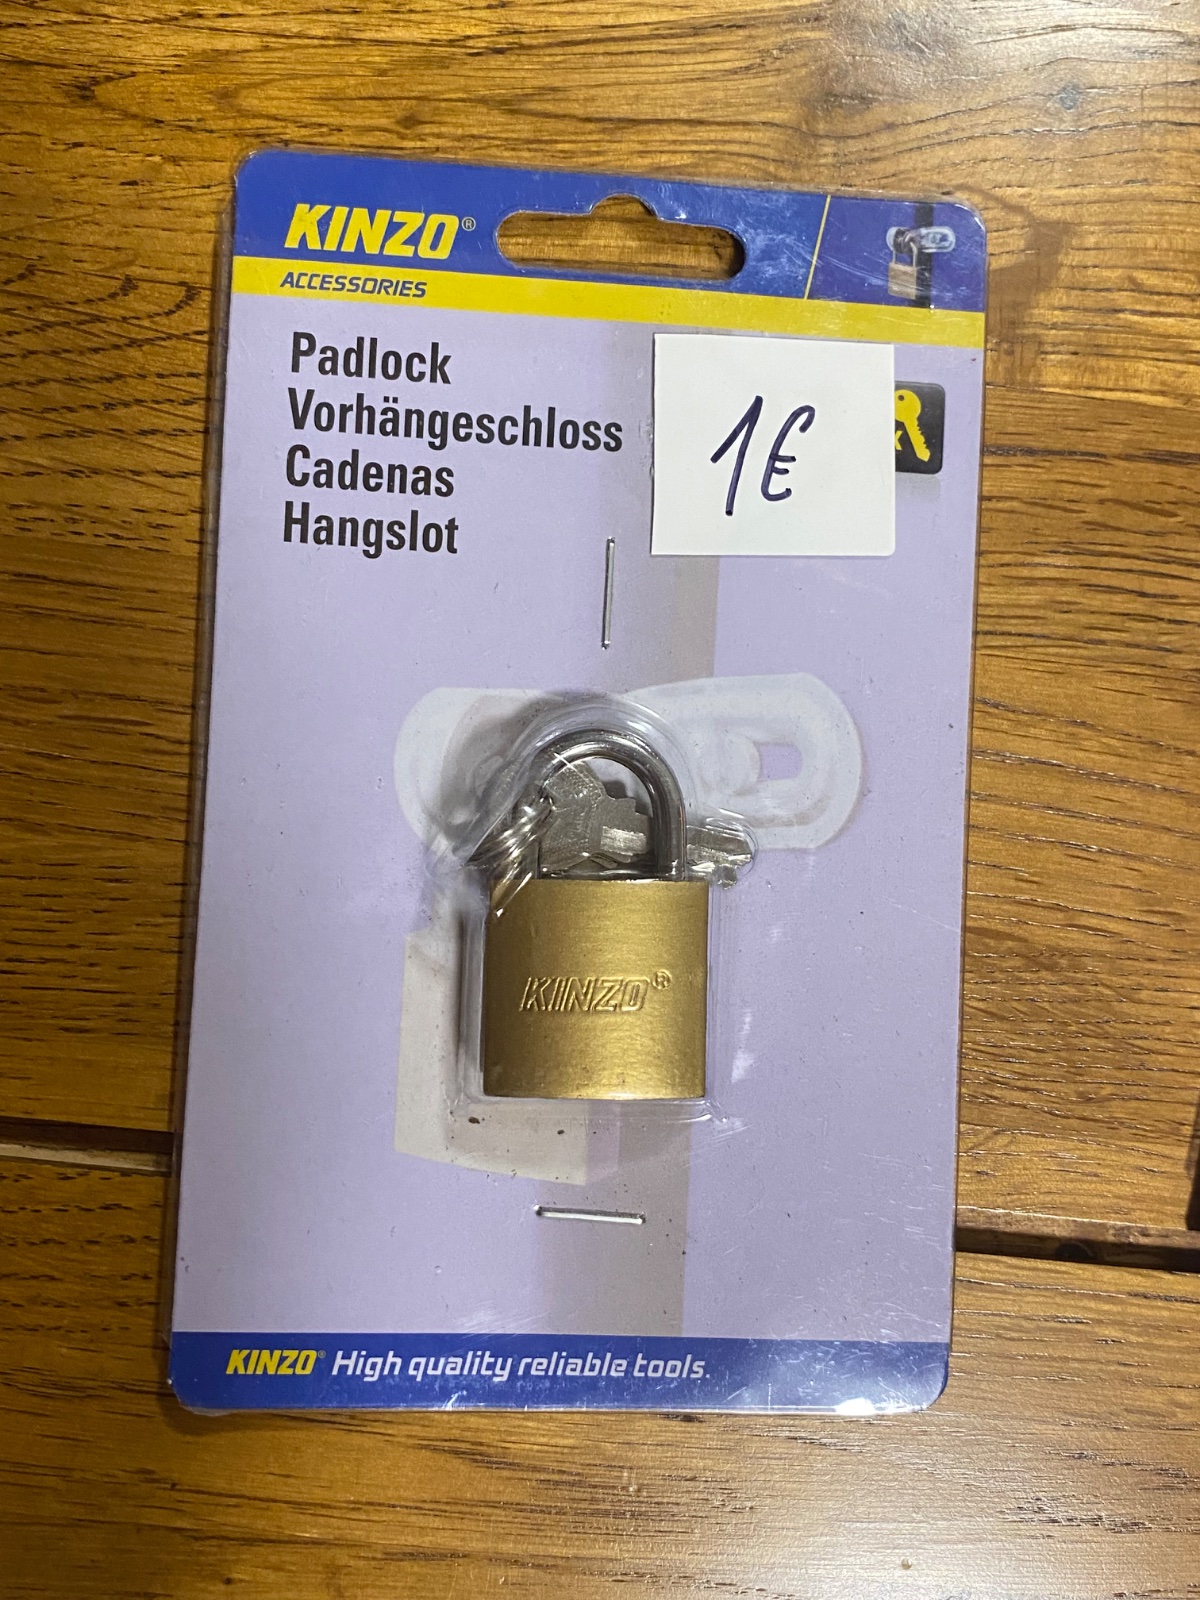 KINZO®
ACCESSORIES
Padlock
Vorhängeschloss
Cadenas
Hangslot
1€
KINZO®
KINZO® High quality reliable tools.